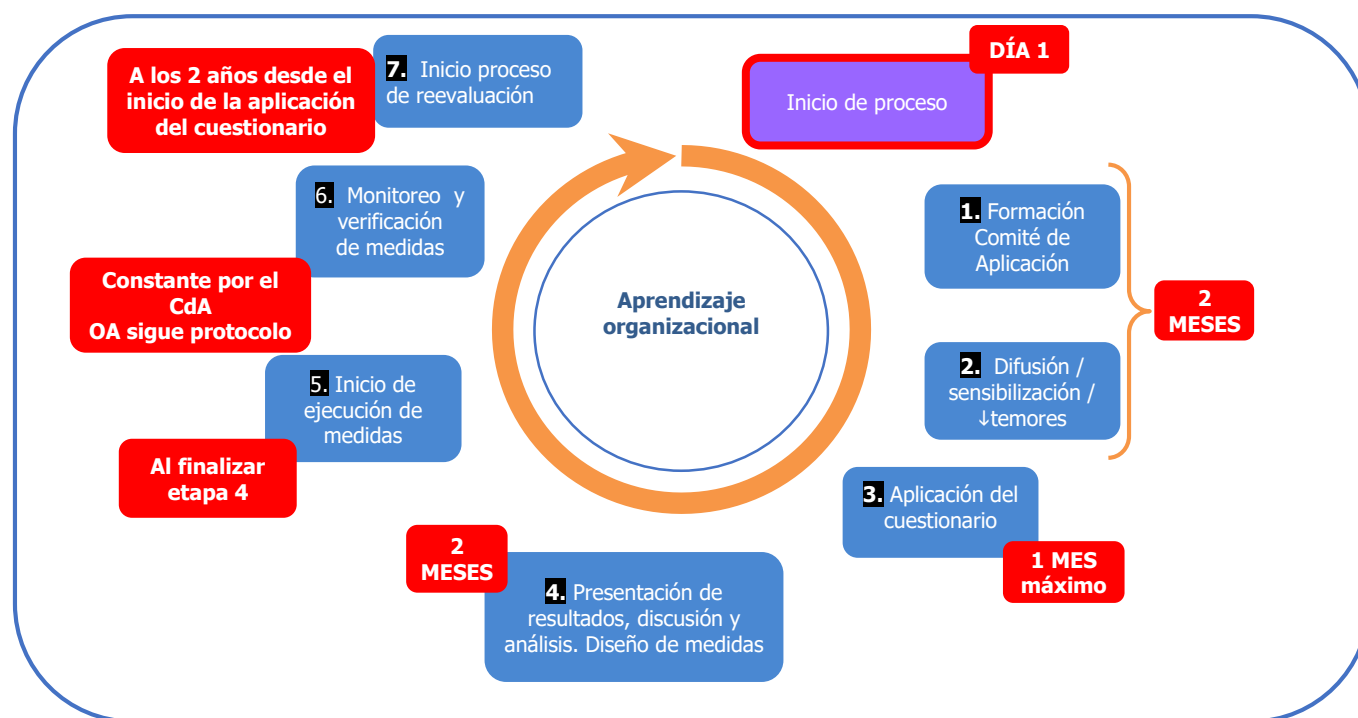 DÍA 1
Inicio de proceso
1. Formación
Comité de
Aplicación
2. Difusión /
sensibilización /
↓temores
2
MESES
3. Aplicación del
cuestionario
1 MES
máximo
4. Presentación de
resultados, discusión y
análisis. Diseño de medidas
2
MESES
5. Inicio de
ejecución de
medidas
Al finalizar
etapa 4
6. Monitoreo y
verificación
de medidas
Constante por el
CdA
OA sigue protocolo
7. Inicio proceso
de reevaluación
A los 2 años desde el
inicio de la aplicación
del cuestionario
Aprendizaje
organizacional